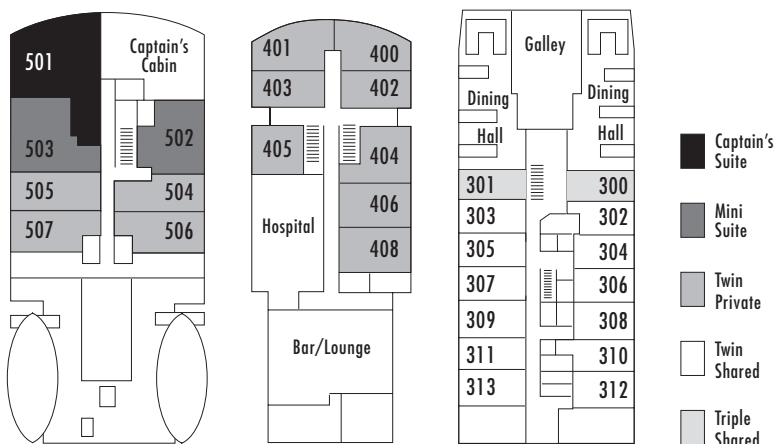 501
Captain's
Cabin
503
502
505
504
507
506
401
400
403
402
405
404
Hospital
406
408
Bar/Lounge
Galley
Dining
Hall
Dining
Hall
301
300
303
302
305
304
307
306
309
308
311
310
313
312
Captain's
Suite
Mini
Suite
Twin
Private
Twin
Shared
Triple
Shared